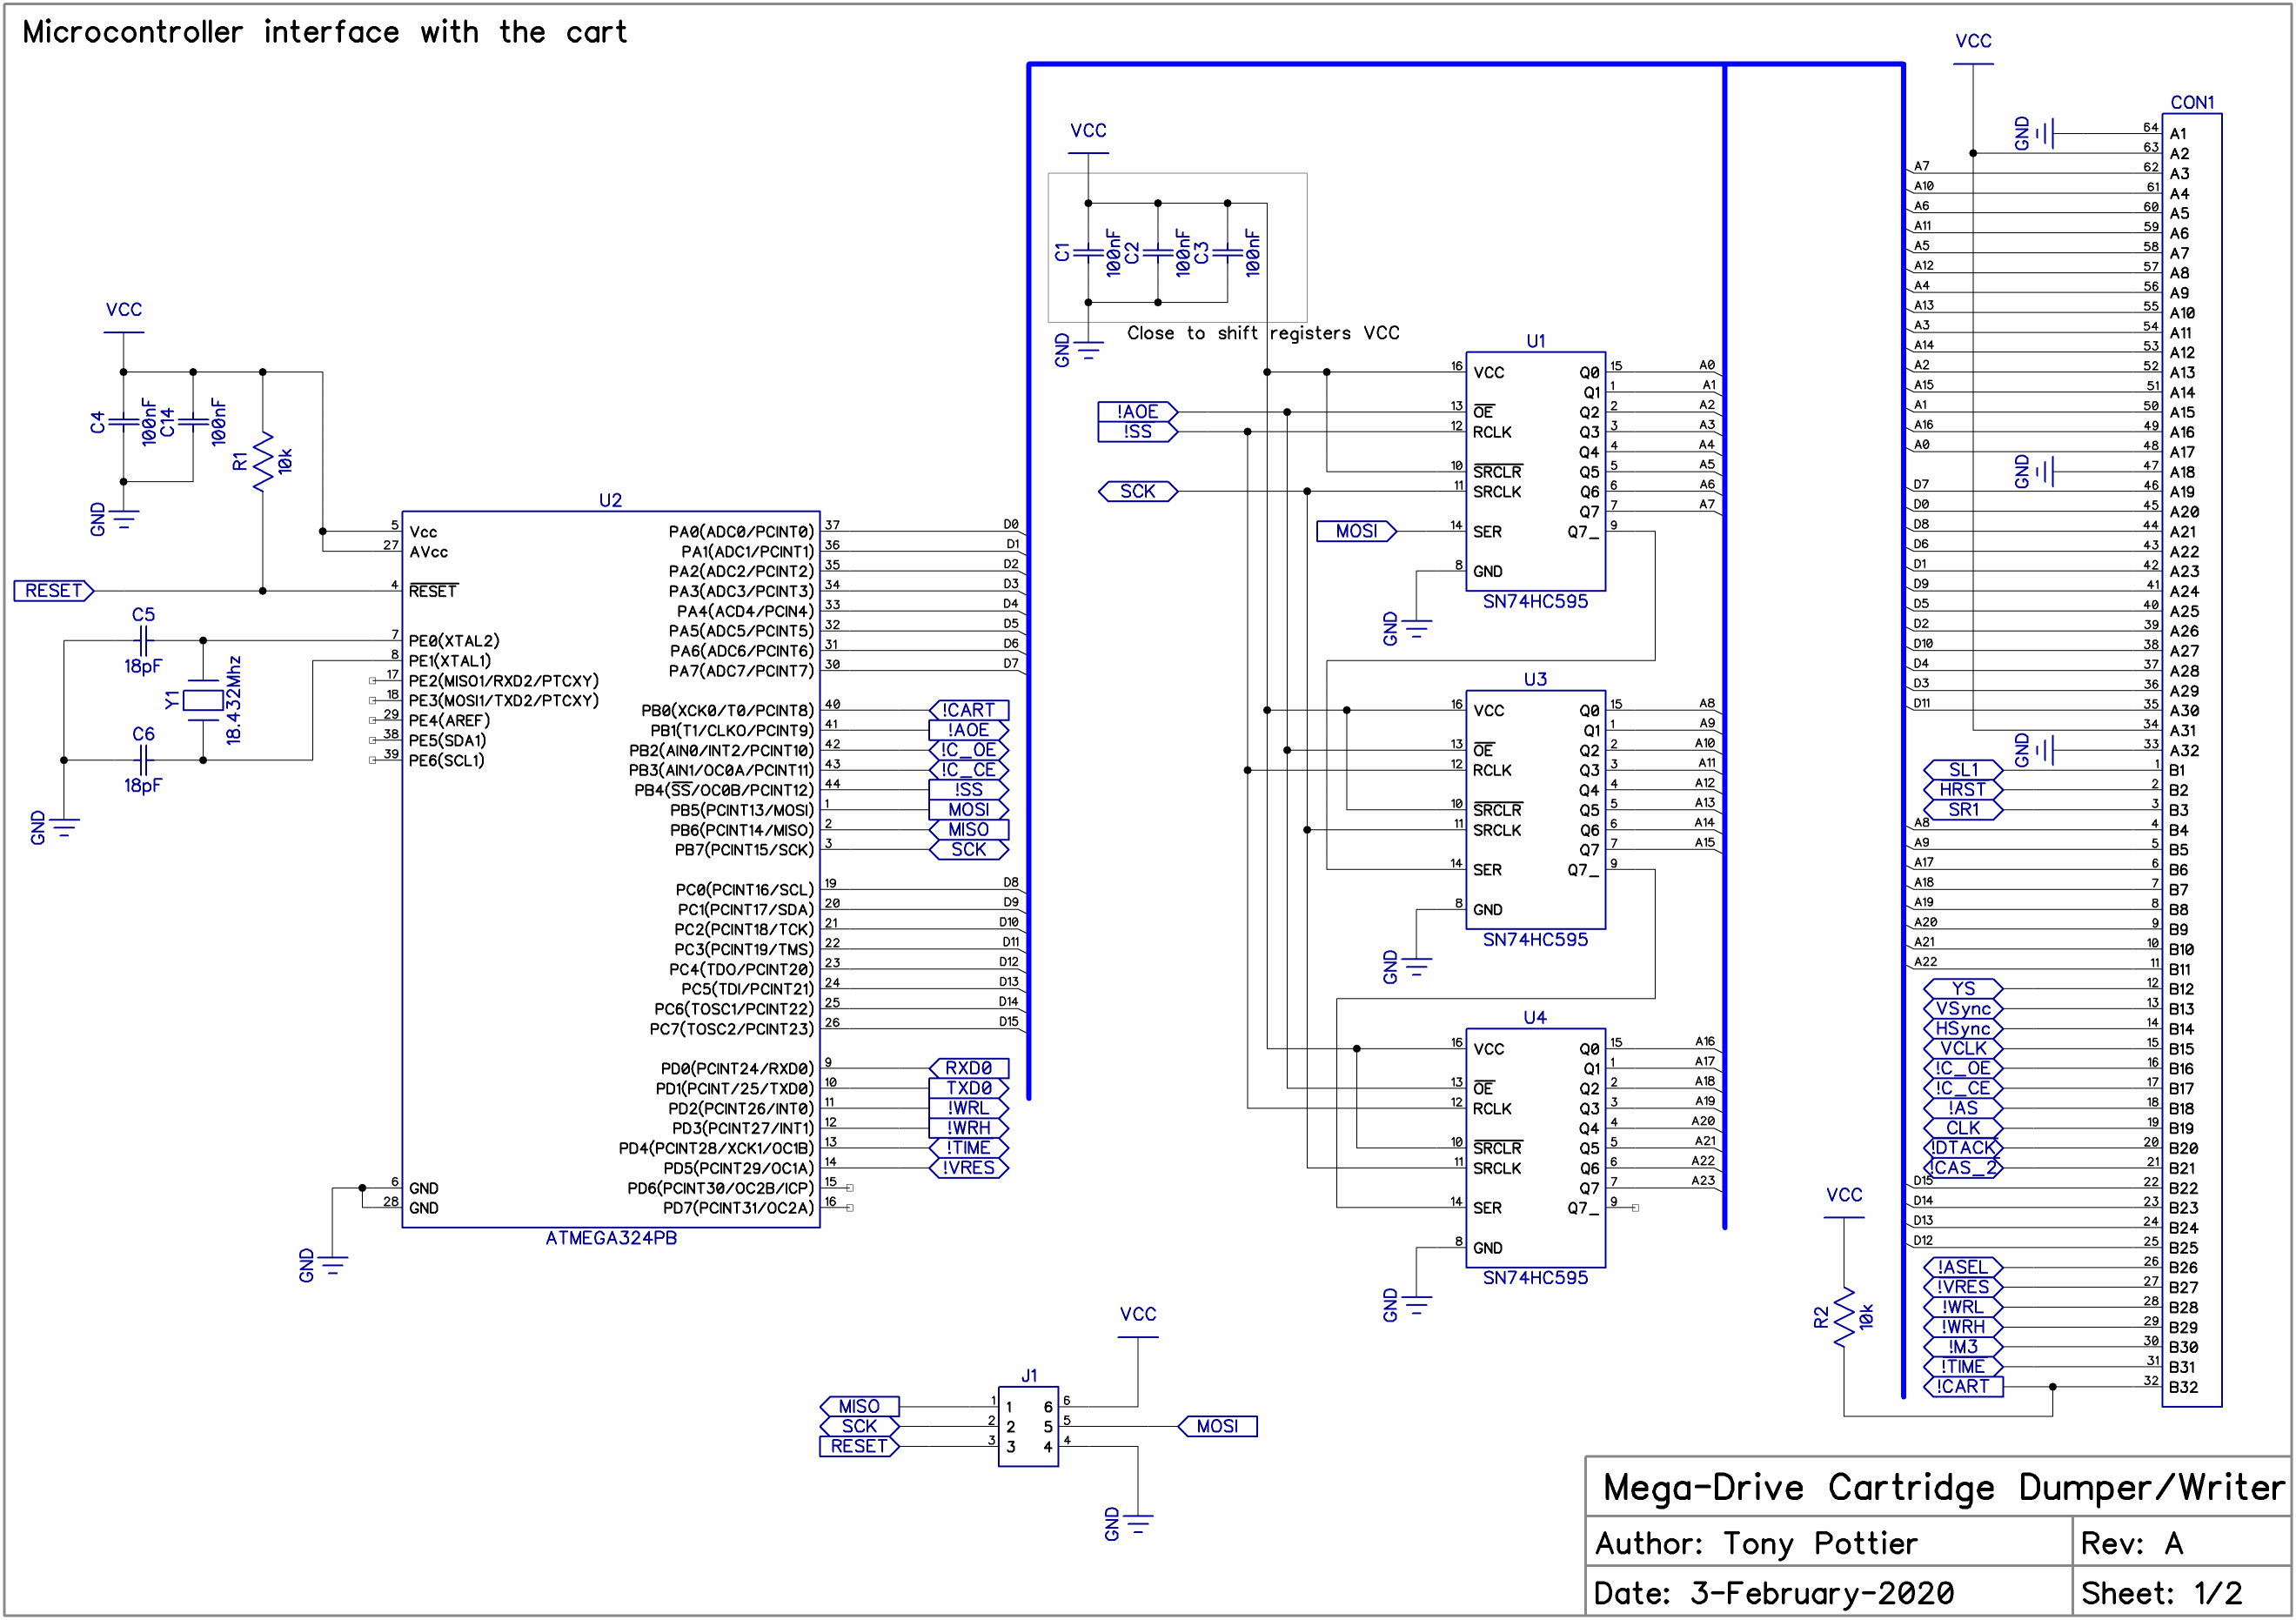 Microcontroller interface with the cart
VCC
C4
100nF
C14
100nF
R1
10k
GND
RESET
C5
18pF
Y1
18.432Mhz
C6
18pF
GND
U2
5 Vcc
27 AVcc
4 RESET
7 PE0(XTAL2)
8 PE1(XTAL1)
17 PE2(MISO1/RXD2/PTCXY)
18 PE3(MOSI1/TXD2/PTCXY)
29 PE4(AREF)
38 PE5(SDA1)
39 PE6(SCL1)
6 GND
28 GND
GND
PA0(ADC0/PCINT0) 37 D0
PA1(ADC1/PCINT1) 36 D1
PA2(ADC2/PCINT2) 35 D2
PA3(ADC3/PCINT3) 34 D3
PA4(ACD4/PCIN4) 33 D4
PA5(ADC5/PCINT5) 32 D5
PA6(ADC6/PCINT6) 31 D6
PA7(ADC7/PCINT7) 30 D7
PB0(XCK0/T0/PCINT8) 40 !CART
PB1(T1/CLKO/PCINT9) 41 !AOE
PB2(AIN0/INT2/PCINT10) 42 !C_OE
PB3(AIN1/OC0A/PCINT11) 43 !C_CE
PB4(SS/OC0B/PCINT12) 44 !SS
PB5(PCINT13/MOSI) 1 MOSI
PB6(PCINT14/MISO) 2 MISO
PB7(PCINT15/SCK) 3 SCK
PC0(PCINT16/SCL) 19 D8
PC1(PCINT17/SDA) 20 D9
PC2(PCINT18/TCK) 21 D10
PC3(PCINT19/TMS) 22 D11
PC4(TDO/PCINT20) 23 D12
PC5(TDI/PCINT21) 24 D13
PC6(TOSC1/PCINT22) 25 D14
PC7(TOSC2/PCINT23) 26 D15
PD0(PCINT24/RXD0) 9 RXD0
PD1(PCINT/25/TXD0) 10 TXD0
PD2(PCINT26/INT0) 11 !WRL
PD3(PCINT27/INT1) 12 !WRH
PD4(PCINT28/XCK1/OC1B) 13 !TIME
PD5(PCINT29/OC1A) 14 !VRES
PD6(PCINT30/OC2B/ICP) 15
PD7(PCINT31/OC2A) 16
ATMEGA324PB
VCC
C1
100nF
C2
100nF
C3
100nF
GND
Close to shift registers VCC
!AOE
!SS
SCK
MOSI
U1
16 VCC Q0 15 A0
Q1 1 A1
13 OE Q2 2 A2
12 RCLK Q3 3 A3
Q4 4 A4
10 SRCLR Q5 5 A5
11 SRCLK Q6 6 A6
Q7 7 A7
14 SER Q7_ 9
8 GND
GND
SN74HC595
U3
16 VCC Q0 15 A8
Q1 1 A9
13 OE Q2 2 A10
12 RCLK Q3 3 A11
Q4 4 A12
10 SRCLR Q5 5 A13
11 SRCLK Q6 6 A14
Q7 7 A15
14 SER Q7_ 9
8 GND
GND
SN74HC595
U4
16 VCC Q0 15 A16
Q1 1 A17
13 OE Q2 2 A18
12 RCLK Q3 3 A19
Q4 4 A20
10 SRCLR Q5 5 A21
11 SRCLK Q6 6 A22
Q7 7 A23
14 SER Q7_ 9
8 GND
GND
SN74HC595
VCC
J1
MISO 1 1 6 6
SCK 2 2 5 5 MOSI
RESET 3 3 4 4
GND
VCC
CON1
GND 64 A1
63 A2
A7 62 A3
A10 61 A4
A6 60 A5
A11 59 A6
A5 58 A7
A12 57 A8
A4 56 A9
A13 55 A10
A3 54 A11
A14 53 A12
A2 52 A13
A15 51 A14
A1 50 A15
A16 49 A16
A0 48 A17
GND 47 A18
D7 46 A19
D0 45 A20
D8 44 A21
D6 43 A22
D1 42 A23
D9 41 A24
D5 40 A25
D2 39 A26
D10 38 A27
D4 37 A28
D3 36 A29
D11 35 A30
34 A31
GND 33 A32
SL1 1 B1
HRST 2 B2
SR1 3 B3
A8 4 B4
A9 5 B5
A17 6 B6
A18 7 B7
A19 8 B8
A20 9 B9
A21 10 B10
A22 11 B11
YS 12 B12
VSync 13 B13
HSync 14 B14
VCLK 15 B15
!C_OE 16 B16
!C_CE 17 B17
!AS 18 B18
CLK 19 B19
!DTACK 20 B20
!CAS_2 21 B21
D15 22 B22
D14 23 B23
D13 24 B24
D12 25 B25
!ASEL 26 B26
!VRES 27 B27
!WRL 28 B28
!WRH 29 B29
!M3 30 B30
!TIME 31 B31
!CART 32 B32
VCC
R2
10k
Mega-Drive Cartridge Dumper/Writer
Author: Tony Pottier
Rev: A
Date: 3-February-2020
Sheet: 1/2